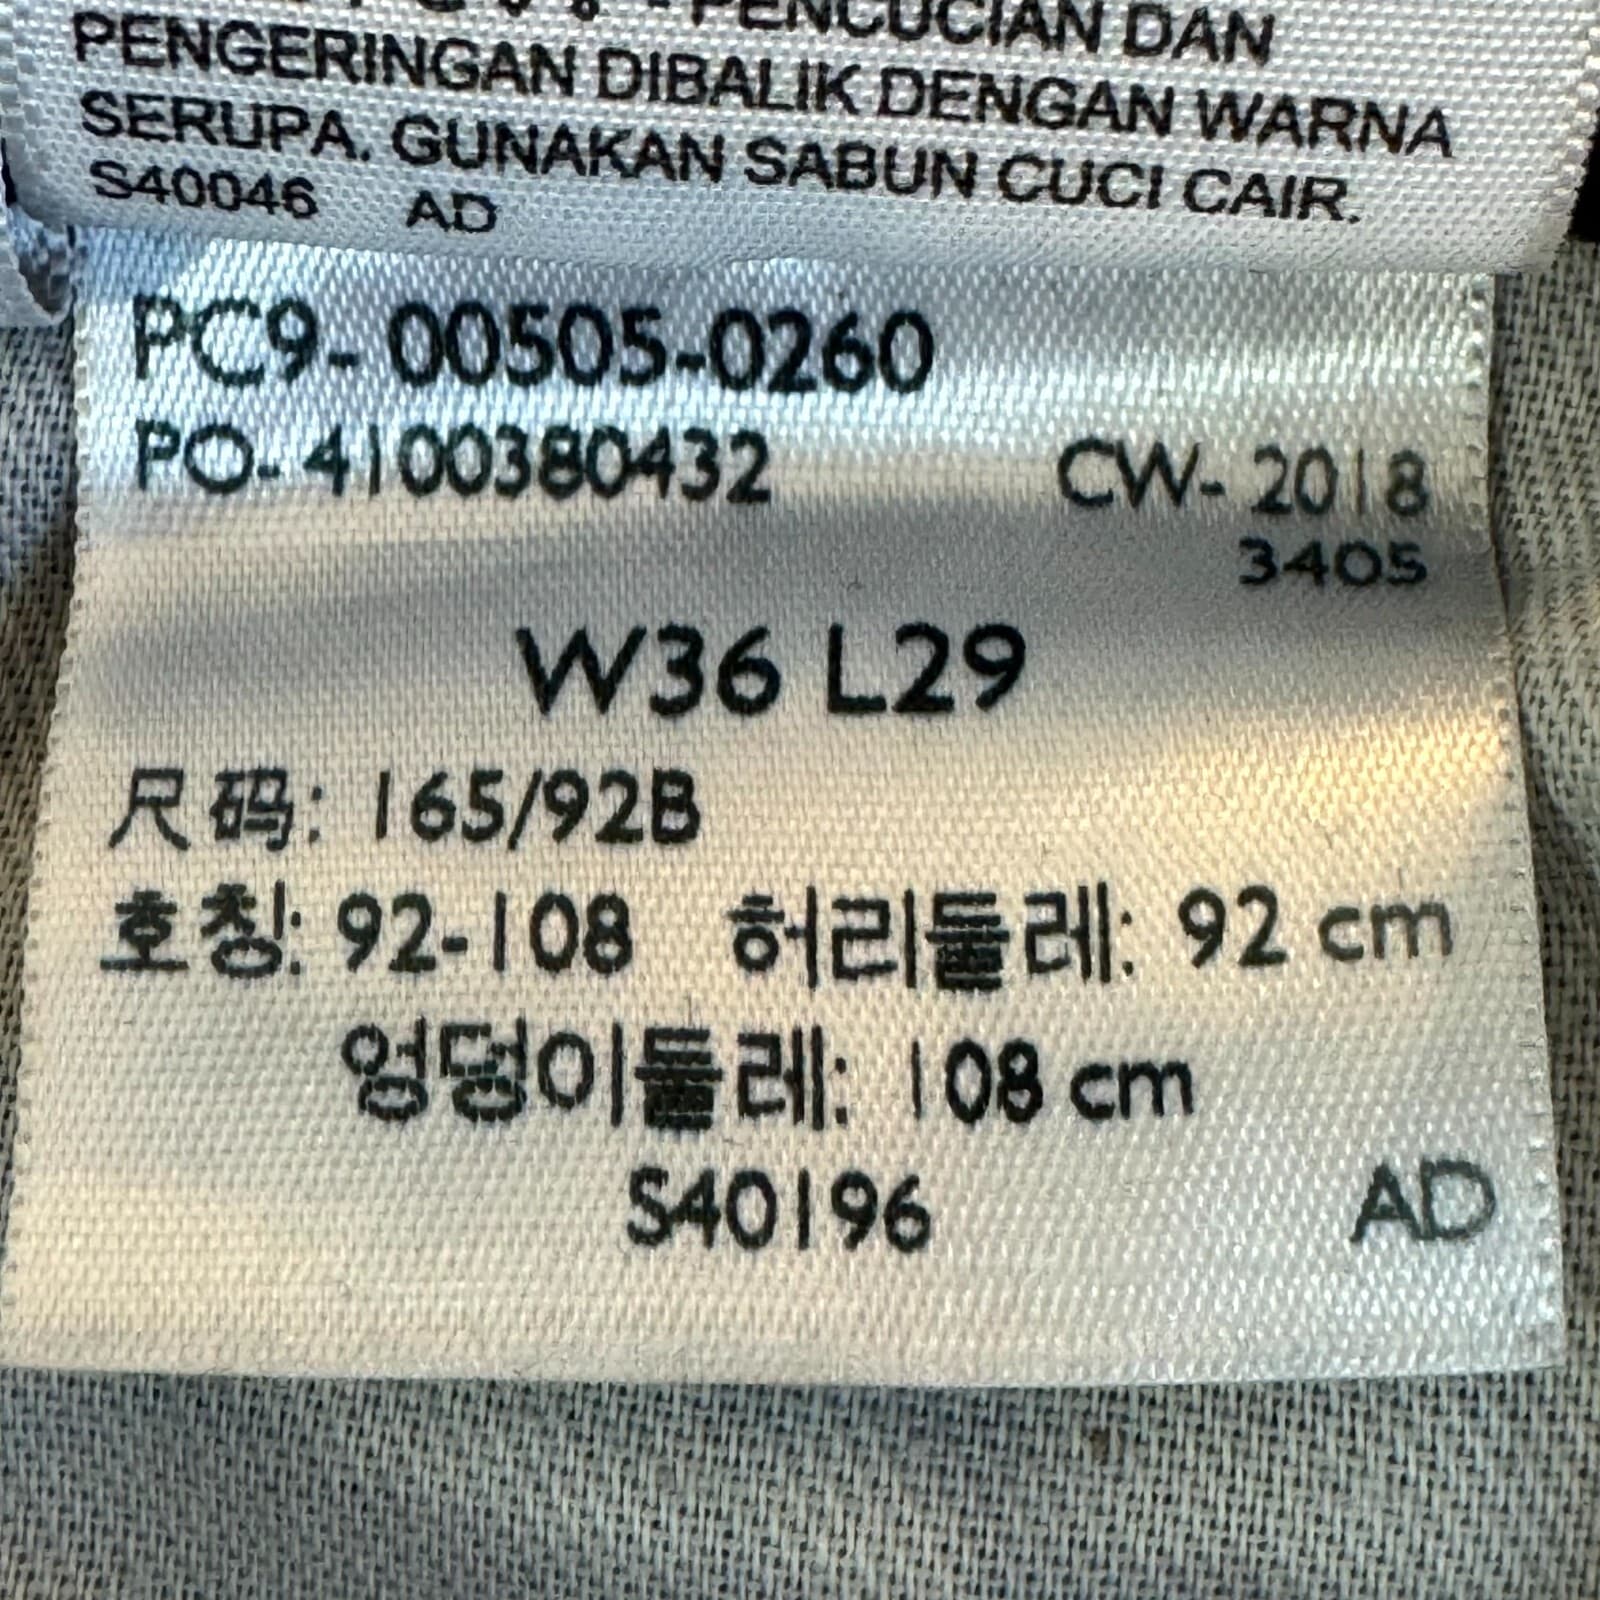 PENCUCIAN DAN
PENGERINGAN DIBALIK DENGAN WARNA
SERUPA. GUNAKAN SABUN CUCI CAIR.
S40046 AD
PC9-00505-0260
PO-4100380432 CW-2018
3405
W36 L29
尺码: 165/92B
호칭: 92-108 허리둘레: 92 cm
엉덩이둘레: 108 cm
S40196 AD